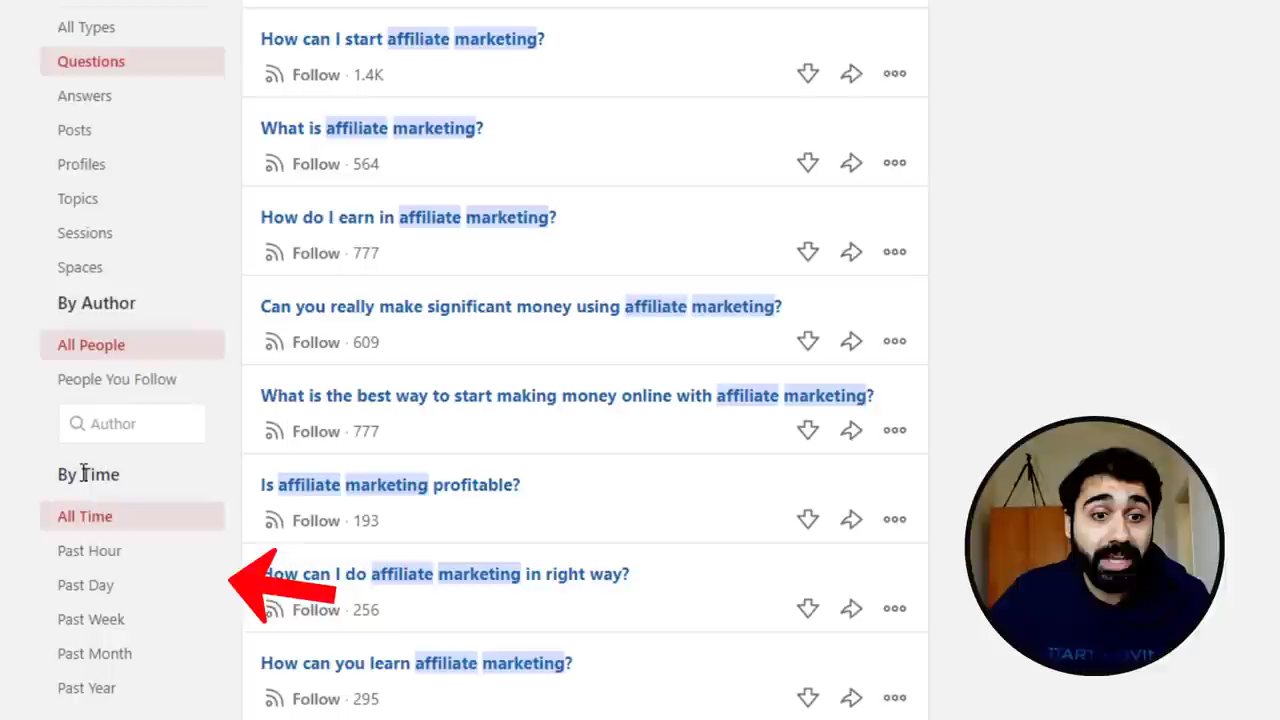 All Types
Questions
Answers
Posts
Profiles
Topics
Sessions
Spaces
By Author
All People
People You Follow
Author
By Time
All Time
Past Hour
Past Day
Past Week
Past Month
Past Year
How can I start affiliate marketing?
Follow · 1.4K
What is affiliate marketing?
Follow · 564
How do I earn in affiliate marketing?
Follow · 777
Can you really make significant money using affiliate marketing?
Follow · 609
What is the best way to start making money online with affiliate marketing?
Follow · 777
Is affiliate marketing profitable?
Follow · 193
How can I do affiliate marketing in right way?
Follow · 256
How can you learn affiliate marketing?
Follow · 295
START